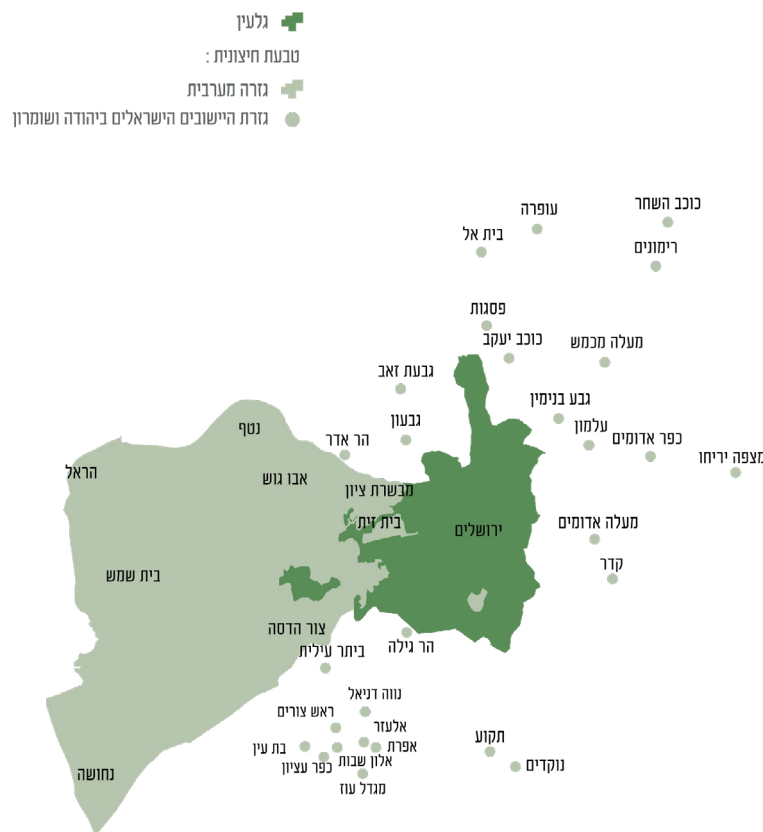 גלעין
טבעת חיצונית :
גזרה מערבית
גזרת היישובים הישראלים ביהודה ושומרון
כוכב השחר
עופרה
בית אל
רימונים
פסגות
כוכב יעקב
מעלה מכמש
גבעת זאב
גבע בנימין
גבעון
עלמון
נטף
הר אדר
כפר אדומים
מצפה יריחו
הראל
אבו גוש
מבשרת ציון
בית זית
ירושלים
מעלה אדומים
קדר
בית שמש
צור הדסה
הר גילה
ביתר עילית
נווה דניאל
ראש צורים
אלעזר
תקוע
בת עין
אפרת
אלון שבות
כפר עציון
נוקדים
נחושה
מגדל עוז